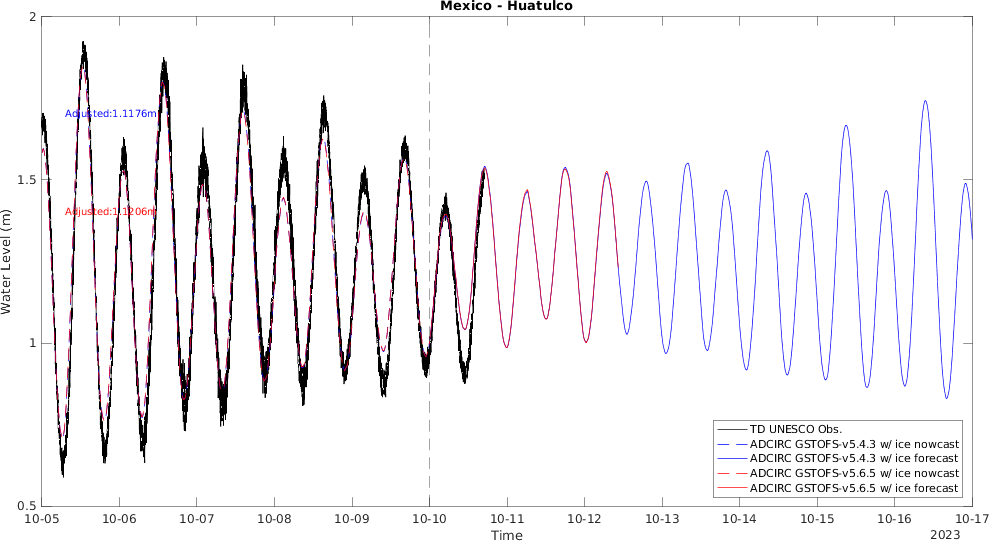 Mexico - Huatulco
Water Level (m)
2
1.5
1
0.5
Adjusted:1.1176m
Adjusted:1.1206m
TD UNESCO Obs.
ADCIRC GSTOFS-v5.4.3 w/ ice nowcast
ADCIRC GSTOFS-v5.4.3 w/ ice forecast
ADCIRC GSTOFS-v5.6.5 w/ ice nowcast
ADCIRC GSTOFS-v5.6.5 w/ ice forecast
10-05 10-06 10-07 10-08 10-09 10-10 10-11 10-12 10-13 10-14 10-15 10-16 10-17
Time
2023